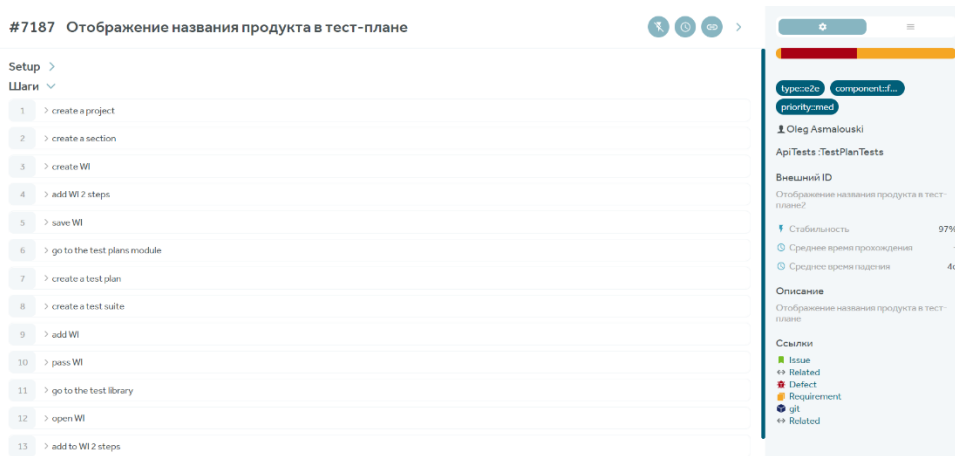 #7187 Отображение названия продукта в тест-плане
Setup
Шаги
1 create a project
2 create a section
3 create WI
4 add WI 2 steps
5 save WI
6 go to the test plans module
7 create a test plan
8 create a test suite
9 add WI
10 pass WI
11 go to the test library
12 open WI
13 add to WI 2 steps
type::e2e component::f...
priority::med
Oleg Asmalouski
ApiTests :TestPlanTests
Внешний ID
Отображение названия продукта в тест-
плане2
Стабильность 97%
Среднее время прохождения
Среднее время падения
Описание
Отображение названия продукта в тест-
плане
Ссылки
Issue
Related
Defect
Requirement
git
Related